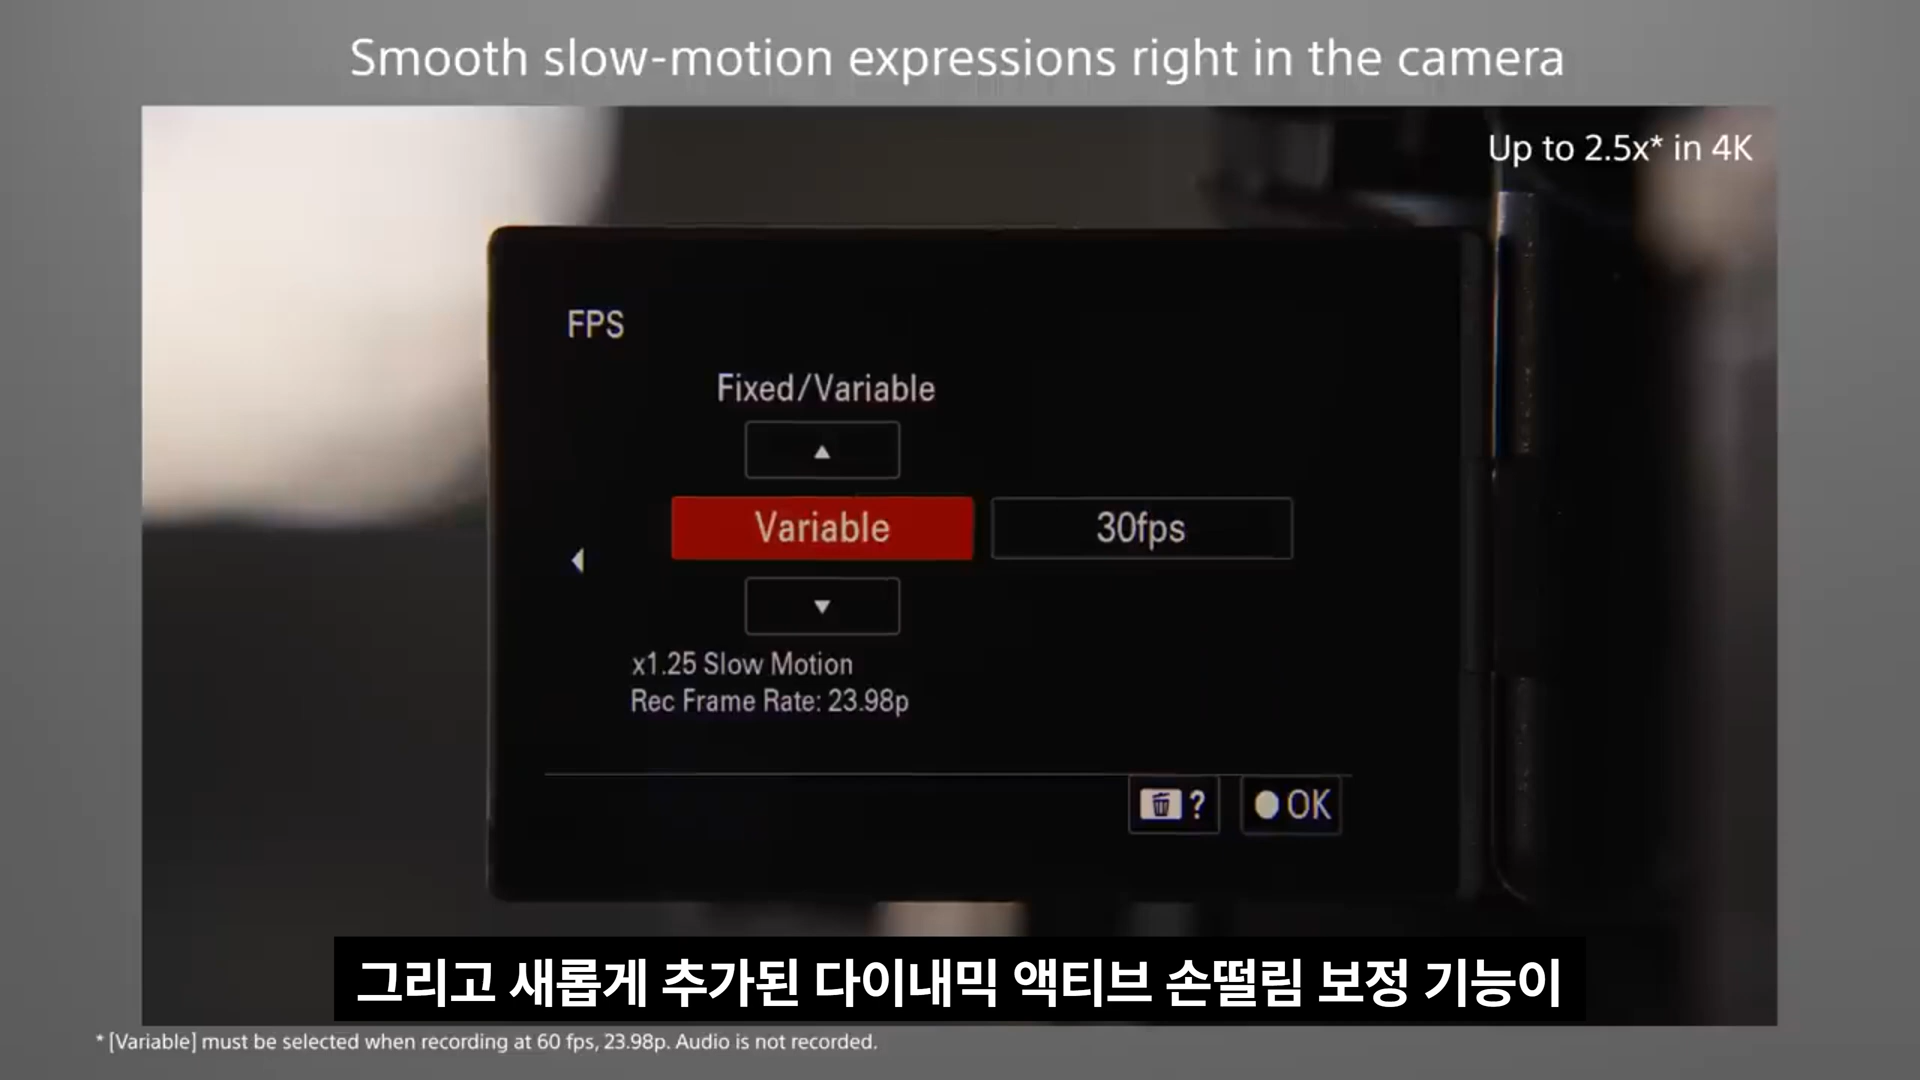 Smooth slow-motion expressions right in the camera
Up to 2.5x* in 4K
FPS
Fixed/Variable
▲
Variable 30fps
◀
▼
x1.25 Slow Motion
Rec Frame Rate: 23.98p
? OK
그리고 새롭게 추가된 다이내믹 액티브 손떨림 보정 기능이
* [Variable] must be selected when recording at 60 fps, 23.98p. Audio is not recorded.